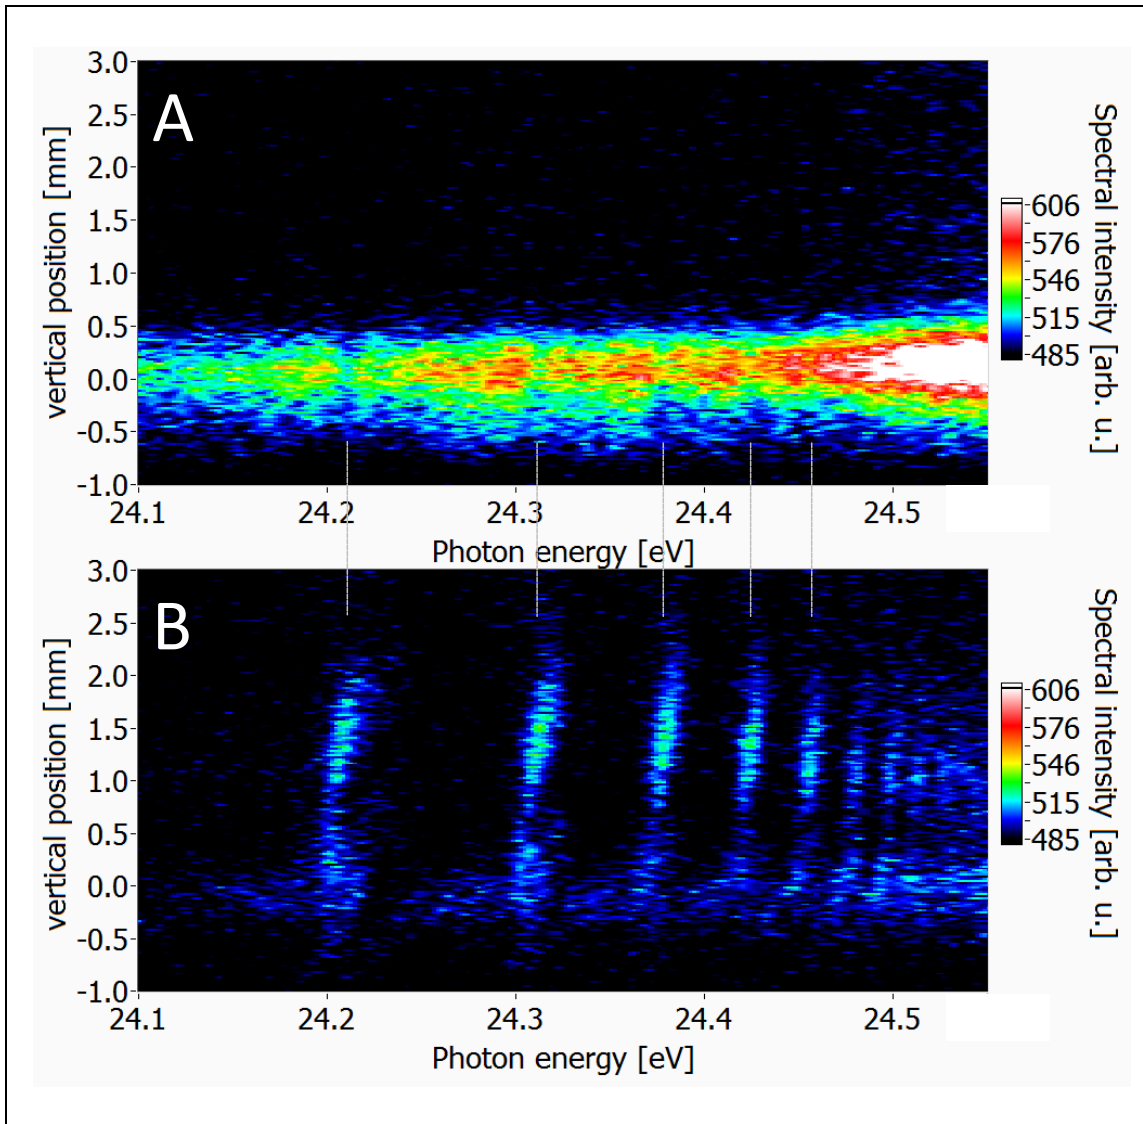 A
3.0
2.5
2.0
1.5
1.0
0.5
0.0
-0.5
-1.0
vertical position [mm]
24.1 24.2 24.3 24.4 24.5
Photon energy [eV]
606
576
546
515
485
Spectral intensity [arb. u.]
B
3.0
2.5
2.0
1.5
1.0
0.5
0.0
-0.5
-1.0
vertical position [mm]
24.1 24.2 24.3 24.4 24.5
Photon energy [eV]
606
576
546
515
485
Spectral intensity [arb. u.]